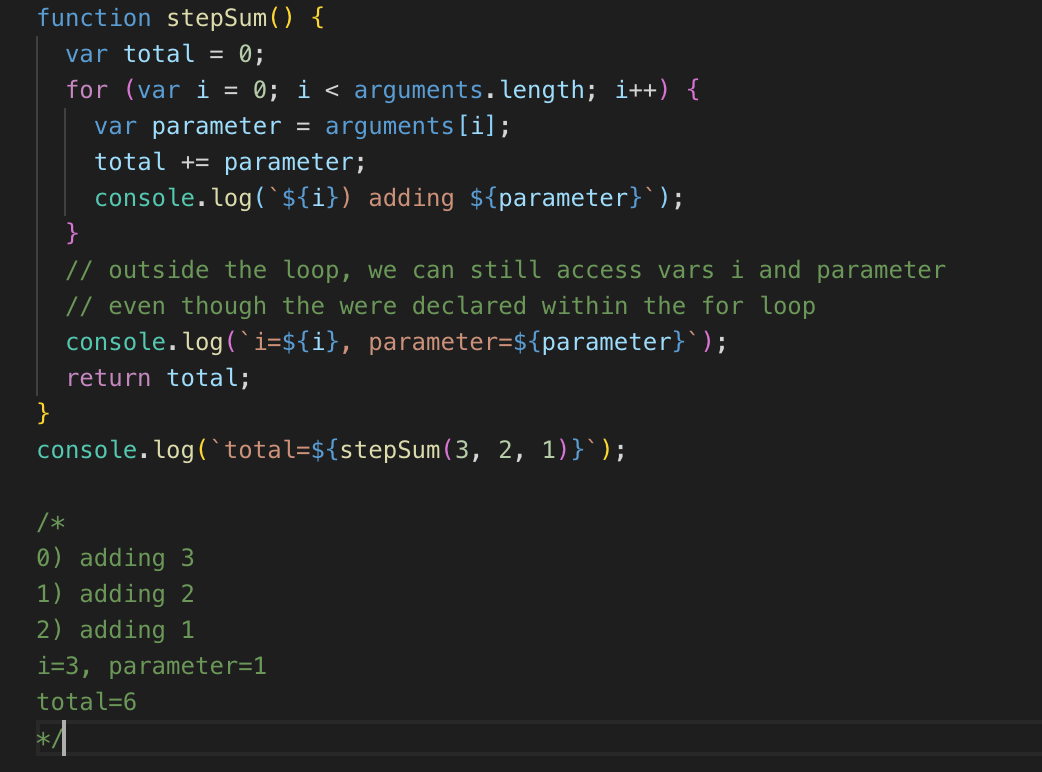 function stepSum() {
  var total = 0;
  for (var i = 0; i < arguments.length; i++) {
    var parameter = arguments[i];
    total += parameter;
    console.log(`${i}) adding ${parameter}`);
  }
  // outside the loop, we can still access vars i and parameter
  // even though the were declared within the for loop
  console.log(`i=${i}, parameter=${parameter}`);
  return total;
}
console.log(`total=${stepSum(3, 2, 1)}`);

/*
0) adding 3
1) adding 2
2) adding 1
i=3, parameter=1
total=6
*/